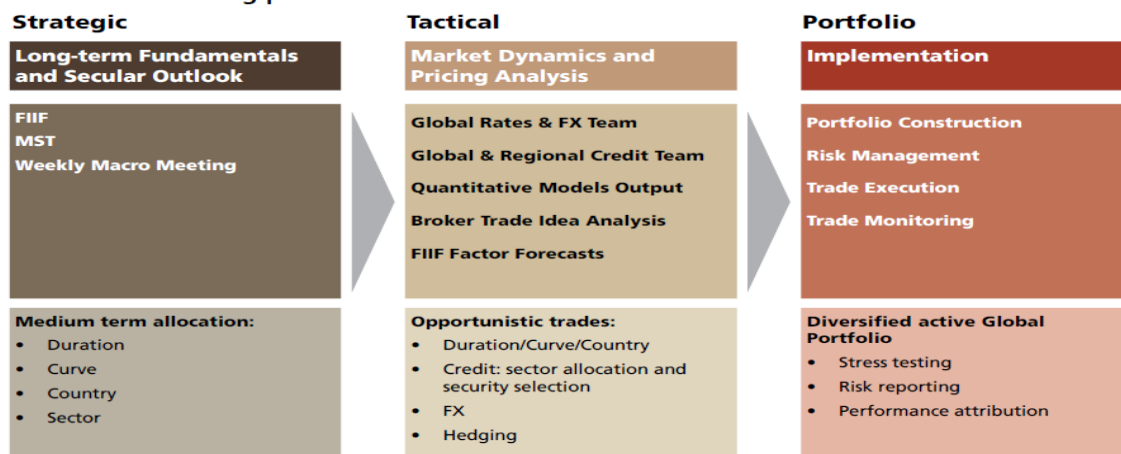 Strategic
Long-term Fundamentals
and Secular Outlook
FIIF
MST
Weekly Macro Meeting
Medium term allocation:
• Duration
• Curve
• Country
• Sector
Tactical
Market Dynamics and
Pricing Analysis
Global Rates & FX Team
Global & Regional Credit Team
Quantitative Models Output
Broker Trade Idea Analysis
FIIF Factor Forecasts
Opportunistic trades:
• Duration/Curve/Country
• Credit: sector allocation and
security selection
• FX
• Hedging
Portfolio
Implementation
Portfolio Construction
Risk Management
Trade Execution
Trade Monitoring
Diversified active Global
Portfolio
• Stress testing
• Risk reporting
• Performance attribution